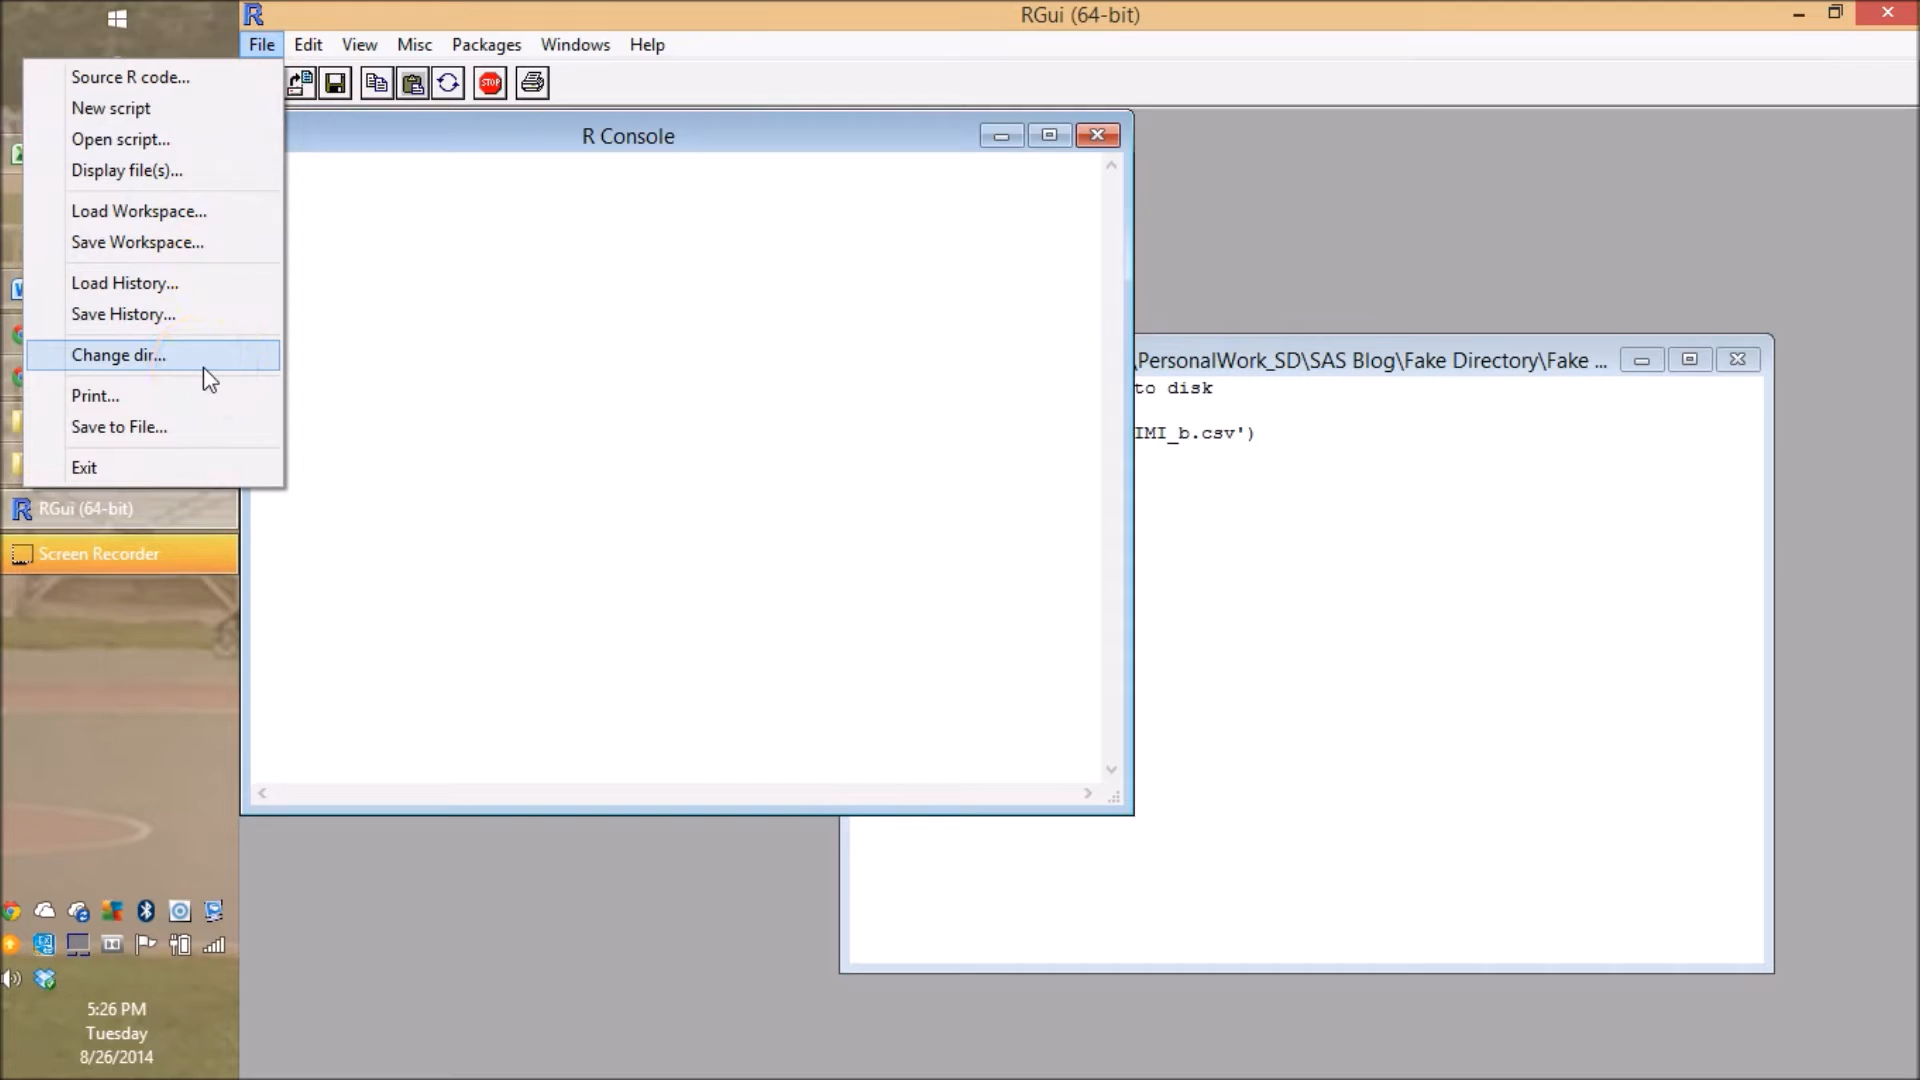 RGui (64-bit)
File Edit View Misc Packages Windows Help
Source R code...
New script
Open script...
Display file(s)...
Load Workspace...
Save Workspace...
Load History...
Save History...
Change dir...
Print...
Save to File...
Exit
STOP
R Console
\PersonalWork_SD\SAS Blog\Fake Directory\Fake ...
to disk
IMI_b.csv')
RGui (64-bit)
Screen Recorder
5:26 PM
Tuesday
8/26/2014